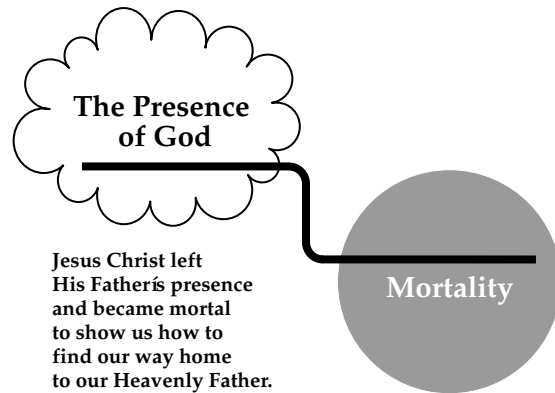 The Presence
of God
Jesus Christ left
His Fatherís presence
and became mortal
to show us how to
find our way home
to our Heavenly Father.
Mortality